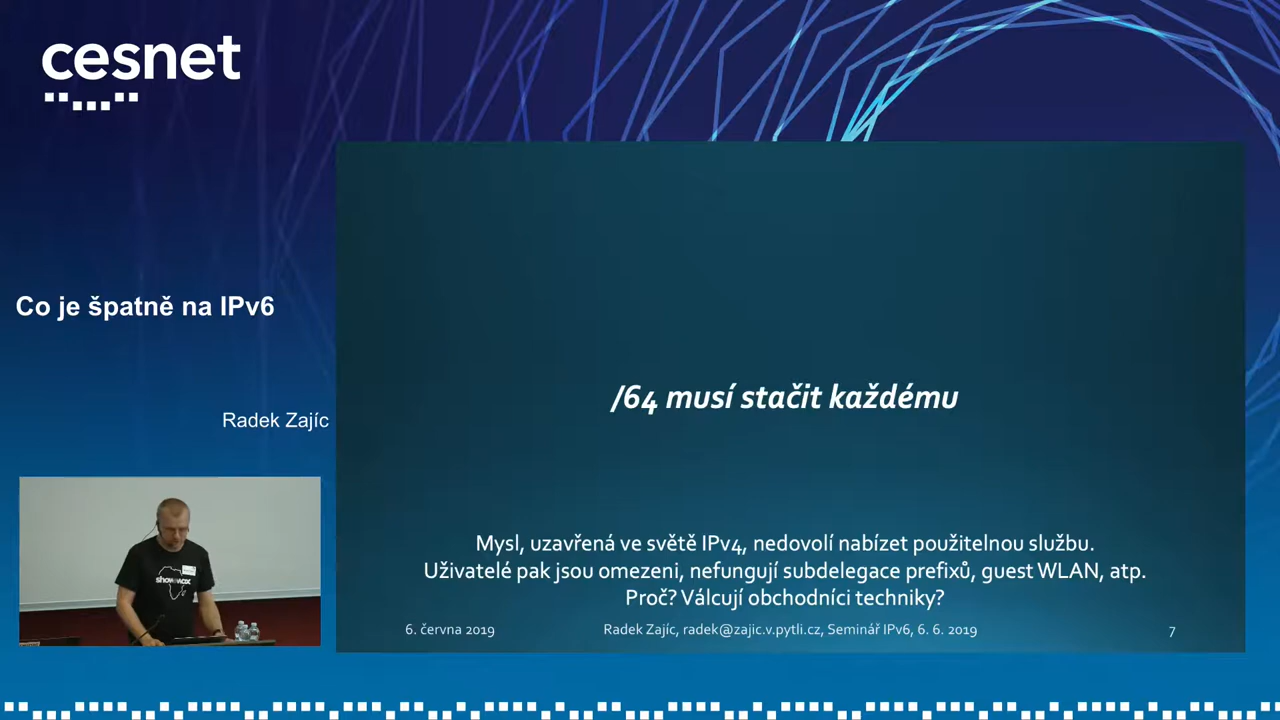 cesnet
Co je špatně na IPv6
Radek Zajíc
/64 musí stačit každému
Mysl, uzavřená ve světě IPv4, nedovolí nabízet použitelnou službu.
Uživatelé pak jsou omezeni, nefungují subdelegace prefixů, guest WLAN, atp.
Proč? Válcují obchodníci techniky?
6. června 2019
Radek Zajíc, radek@zajic.v.pytli.cz, Seminář IPv6, 6. 6. 2019
7
showmax